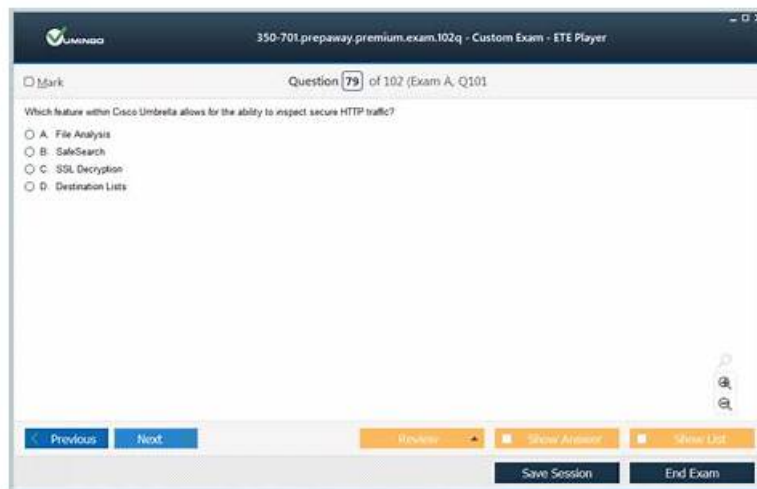 VUMINGO
350-701.prepaway.premium.exam.102q - Custom Exam - ETE Player
Mark
Question 79 of 102 (Exam A, Q101
Which feature within Cisco Umbrella allows for the ability to inspect secure HTTP traffic?
A. File Analysis
B. SafeSearch
C. SSL Decryption
D. Destination Lists
Previous Next Review Show Answer Show List
Save Session End Exam